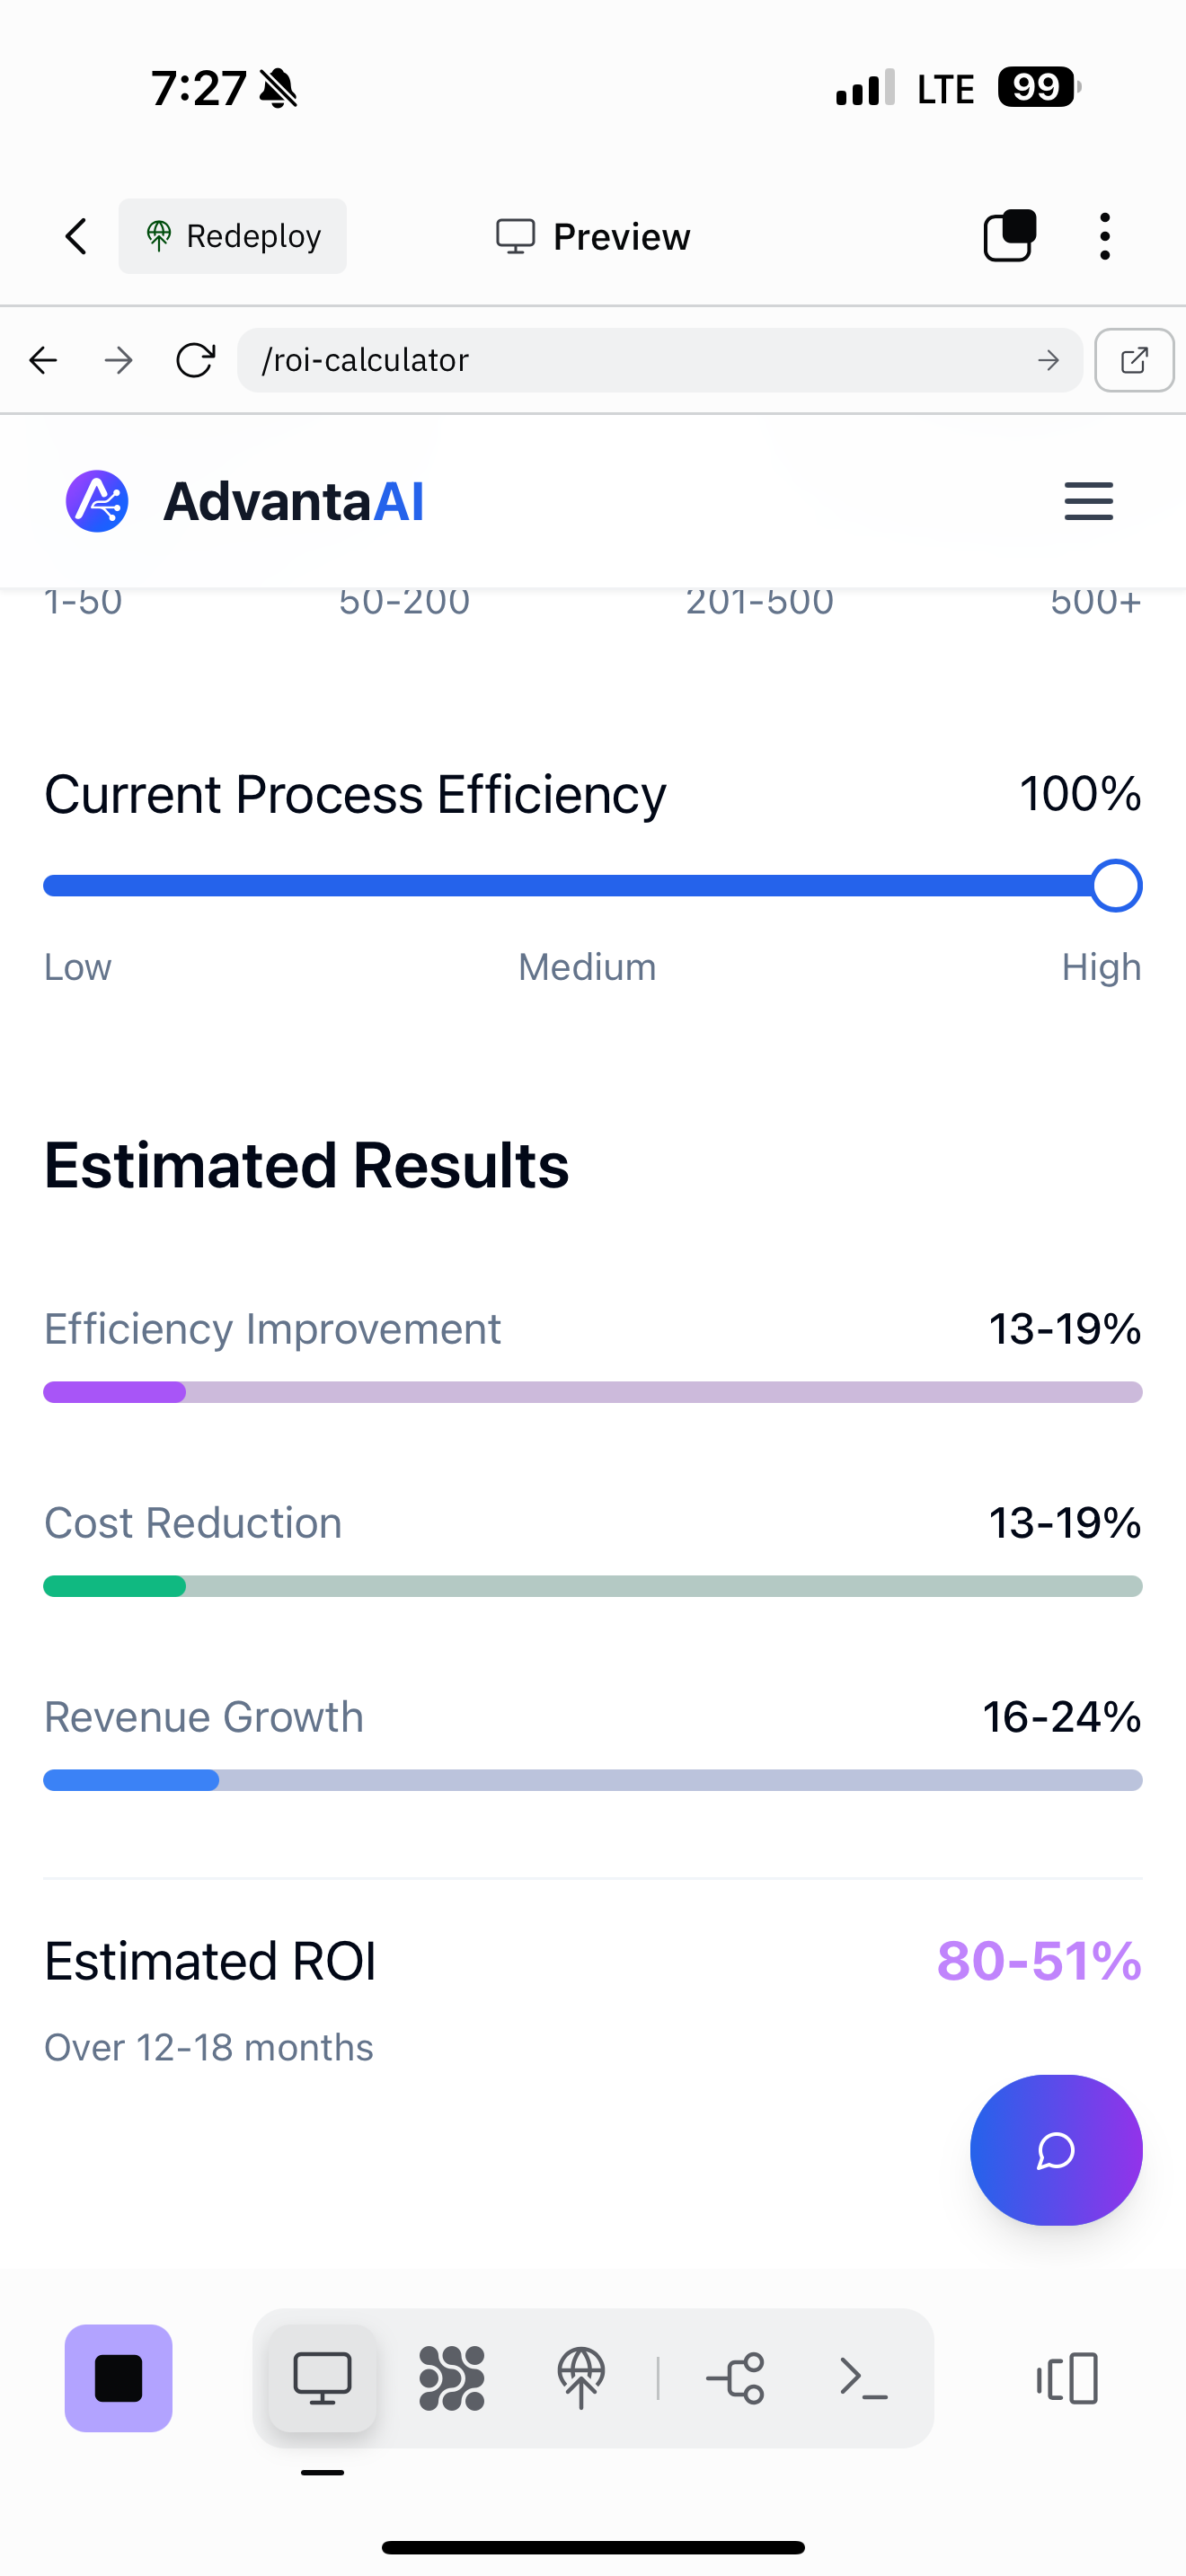 7:27 LTE 99
Redeploy Preview
/roi-calculator
AdvantaAI
1-50 50-200 201-500 500+
Current Process Efficiency 100%
Low Medium High
Estimated Results
Efficiency Improvement 13-19%
Cost Reduction 13-19%
Revenue Growth 16-24%
Estimated ROI 80-51%
Over 12-18 months